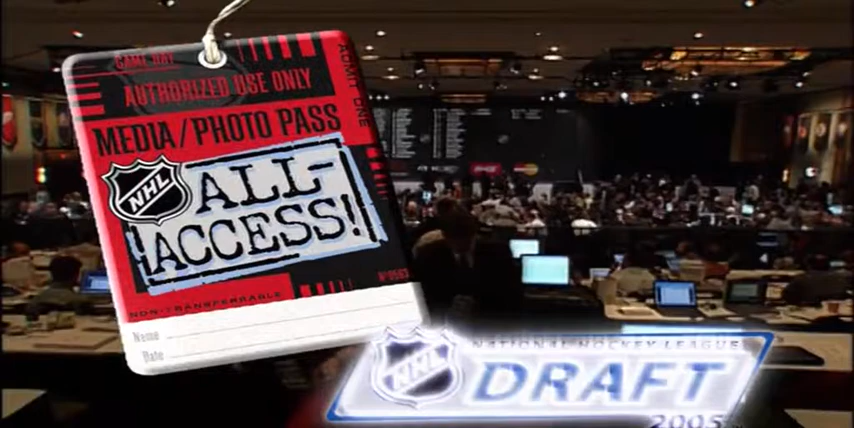 GAME DAY
AUTHORIZED USE ONLY
ADMIT ONE
MEDIA/PHOTO PASS
NHL
ALL-
ACCESS!
NON-TRANSFERRABLE
Nº0563
Name
Date
NHL
NATIONAL HOCKEY LEAGUE
DRAFT
2005